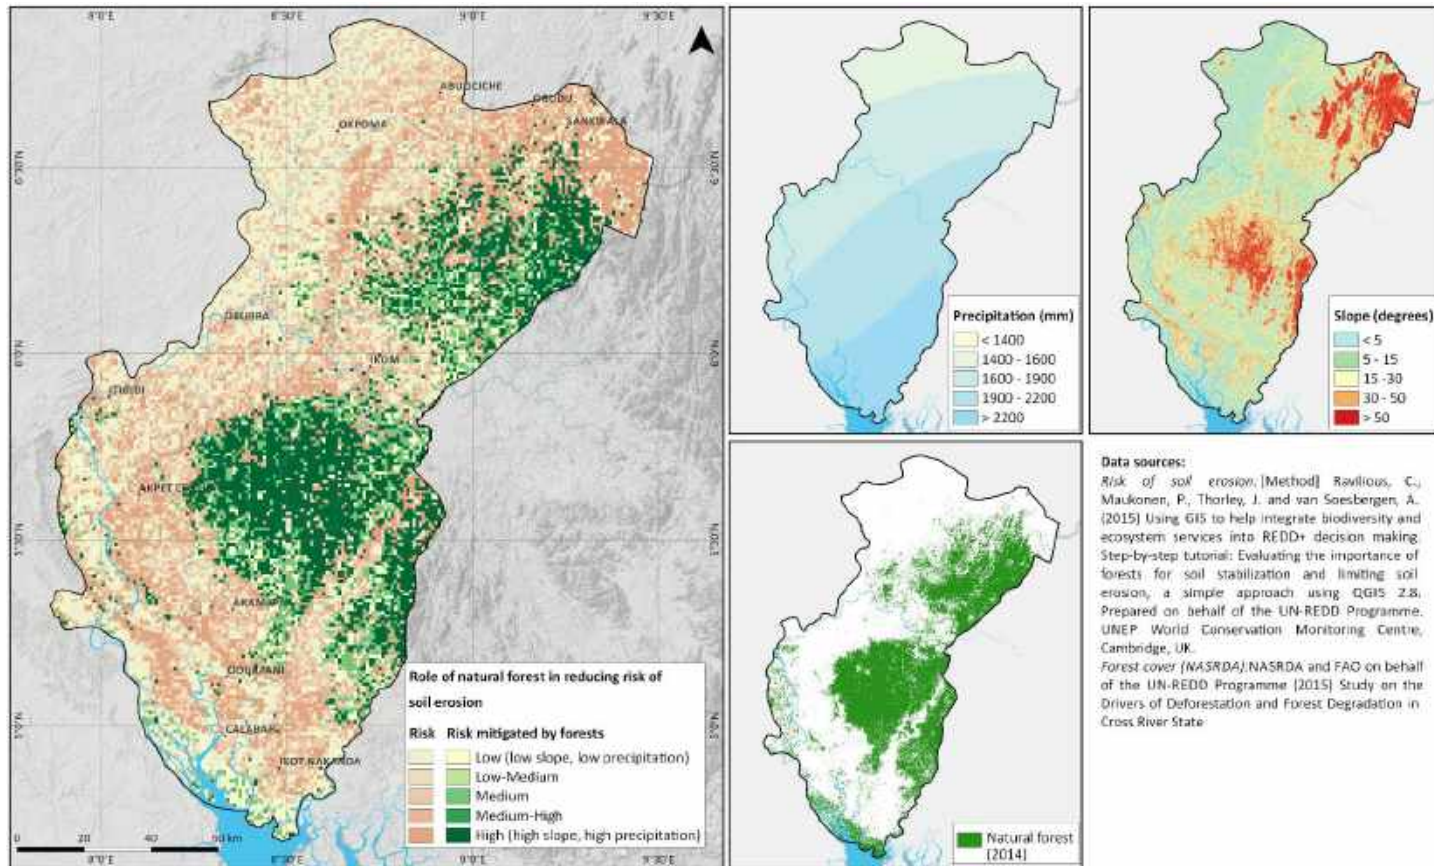 8°0'E 8°30'E 9°0'E 9°30'E
ABUOCICHE
OBUDU
OKPOMA
SANKWALA
6°30'N 6°30'N
OBUBRA
IKOM
6°0'N 6°0'N
ITIGIDI
AKPET CENTRAL
5°30'N 5°30'N
AKAMKPA
ODUKPANI
CALABAR
5°0'N 5°0'N
IKOT NAKANDA
Role of natural forest in reducing risk of
soil erosion
Risk Risk mitigated by forests
Low (low slope, low precipitation)
Low-Medium
Medium
Medium-High
High (high slope, high precipitation)
0 20 40 60 km
8°0'E 8°30'E 9°0'E 9°30'E
Precipitation (mm)
< 1400
1400 - 1600
1600 - 1900
1900 - 2200
> 2200
Slope (degrees)
< 5
5 - 15
15 -30
30 - 50
> 50
Natural forest
(2014)
Data sources:
Risk of soil erosion. [Method] Ravilious, C.,
Maukonen, P., Thorley, J. and van Soesbergen, A.
(2015) Using GIS to help integrate biodiversity and
ecosystem services into REDD+ decision making.
Step-by-step tutorial: Evaluating the importance of
forests for soil stabilization and limiting soil
erosion, a simple approach using QGIS 2.8.
Prepared on behalf of the UN-REDD Programme.
UNEP World Conservation Monitoring Centre,
Cambridge, UK.
Forest cover (NASRDA):NASRDA and FAO on behalf
of the UN-REDD Programme (2015) Study on the
Drivers of Deforestation and Forest Degradation in
Cross River State